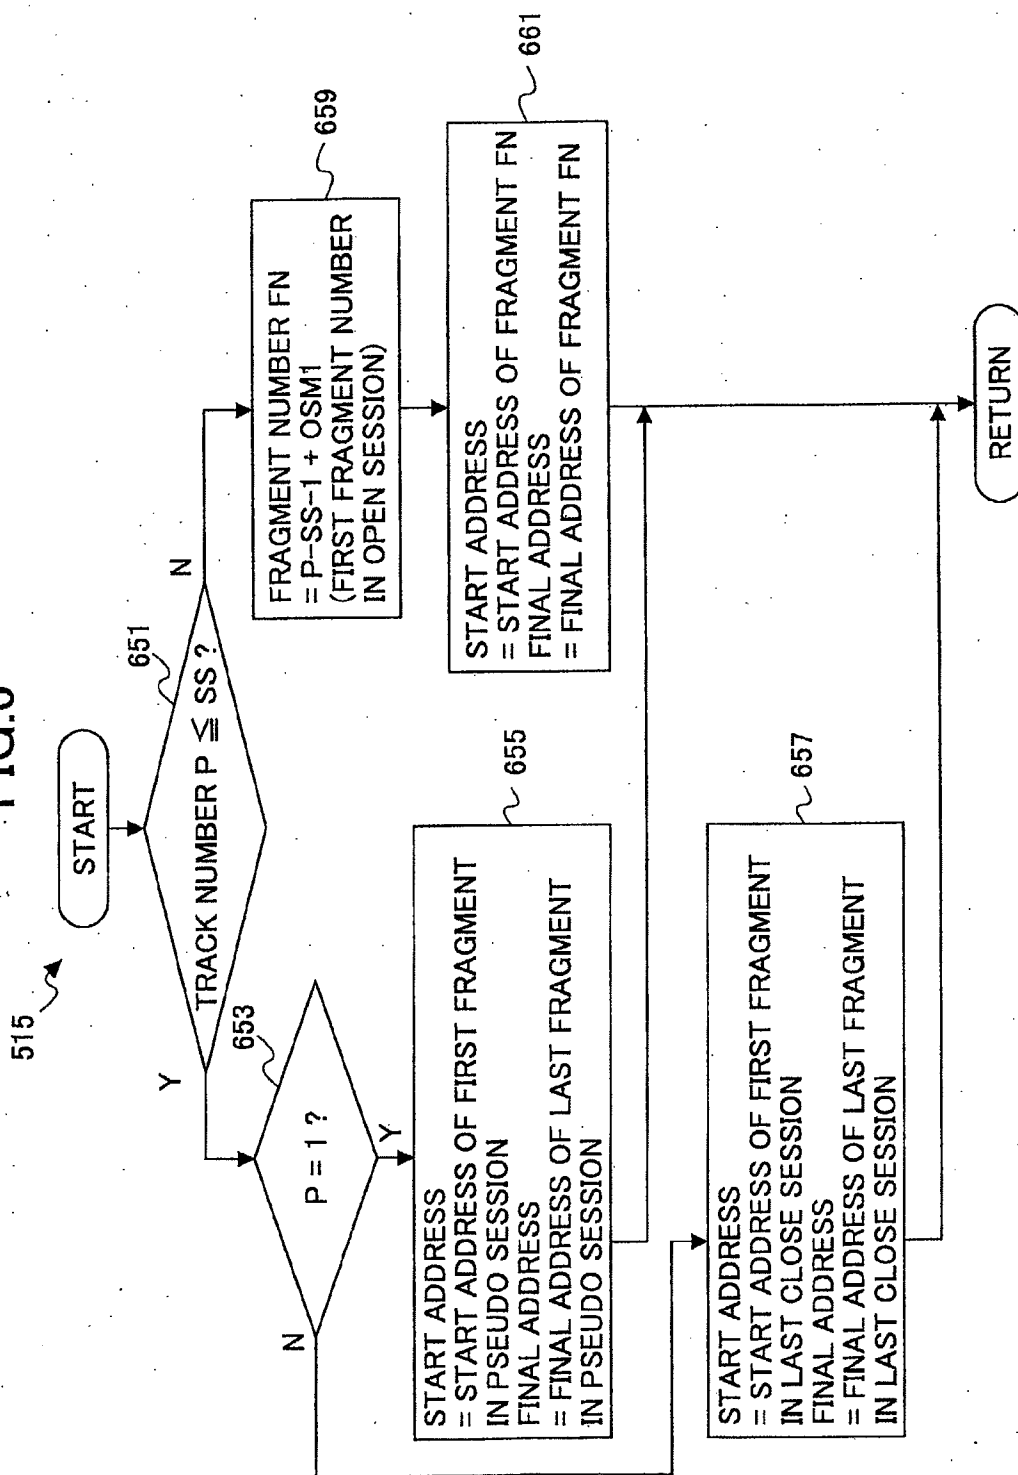 515
START
651
TRACK NUMBER P ≦ SS ?
Y
N
653
P = 1 ?
N
Y
659
FRAGMENT NUMBER FN
= P-SS-1 + OSM1
(FIRST FRAGMENT NUMBER
IN OPEN SESSION)
655
START ADDRESS
= START ADDRESS OF FIRST FRAGMENT
IN PSEUDO SESSION
FINAL ADDRESS
= FINAL ADDRESS OF LAST FRAGMENT
IN PSEUDO SESSION
661
START ADDRESS
= START ADDRESS OF FRAGMENT FN
FINAL ADDRESS
= FINAL ADDRESS OF FRAGMENT FN
657
START ADDRESS
= START ADDRESS OF FIRST FRAGMENT
IN LAST CLOSE SESSION
FINAL ADDRESS
= FINAL ADDRESS OF LAST FRAGMENT
IN LAST CLOSE SESSION
RETURN